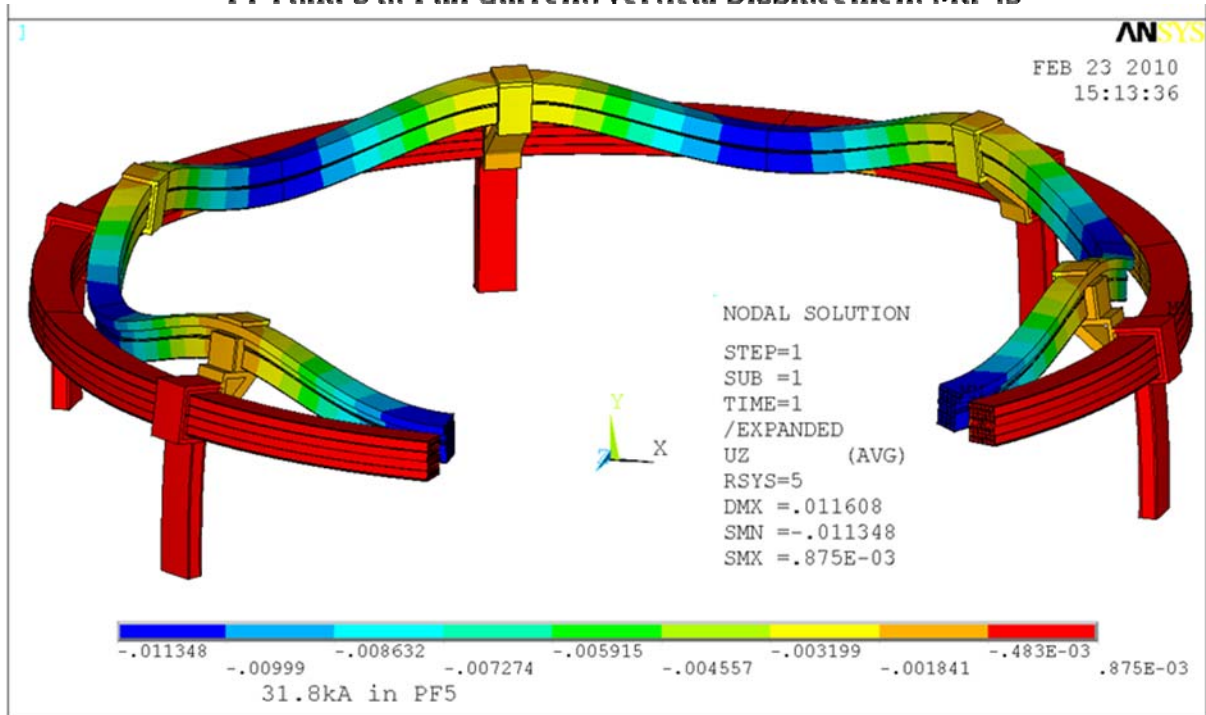 1
ANSYS
FEB 23 2010
15:13:36
NODAL SOLUTION
STEP=1
SUB =1
TIME=1
/EXPANDED
UZ (AVG)
RSYS=5
DMX =.011608
SMN =-.011348
SMX =.875E-03
Y
X
Z
-.011348 -.008632 -.005915 -.003199 -.483E-03
-.00999 -.007274 -.004557 -.001841 .875E-03
31.8kA in PF5